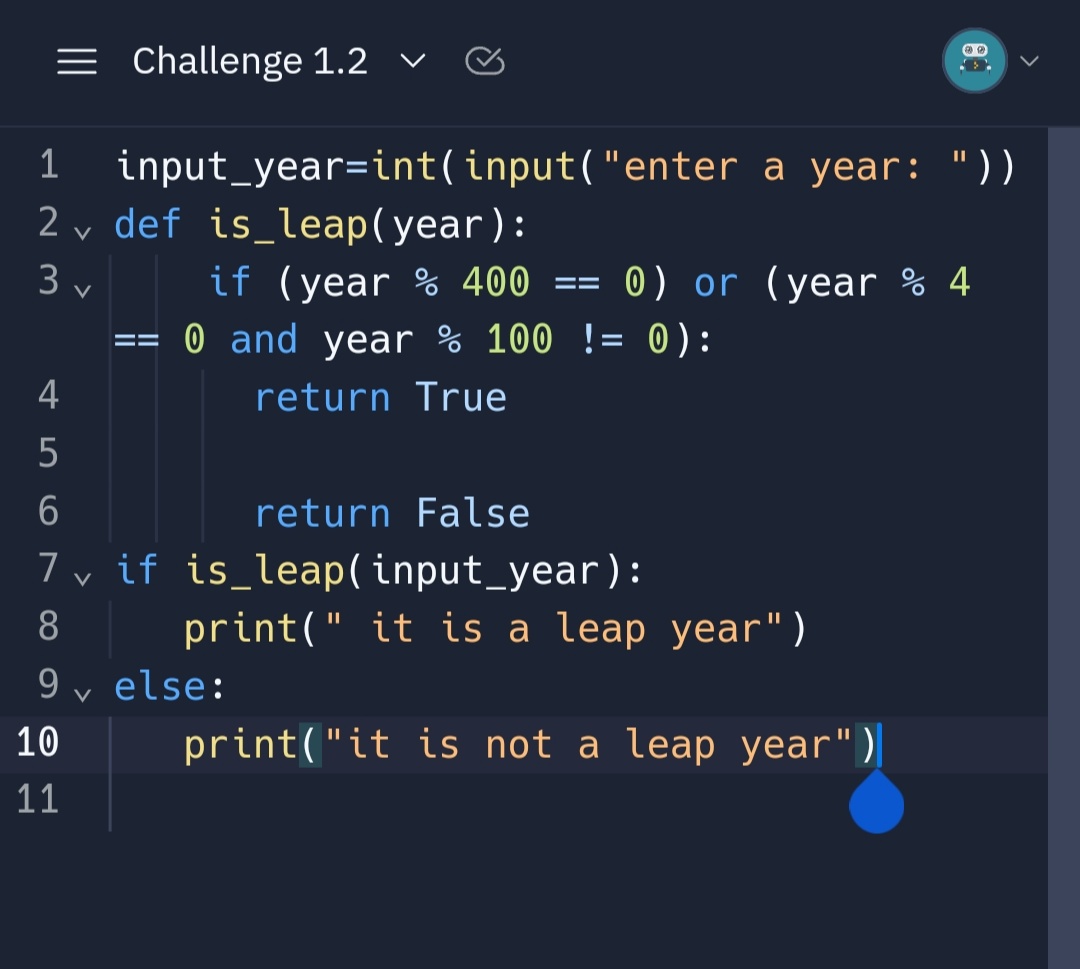 Challenge 1.2
1 input_year=int(input("enter a year: "))
2 def is_leap(year):
3 if (year % 400 == 0) or (year % 4
== 0 and year % 100 != 0):
4 return True
5
6 return False
7 if is_leap(input_year):
8 print(" it is a leap year")
9 else:
10 print("it is not a leap year")
11